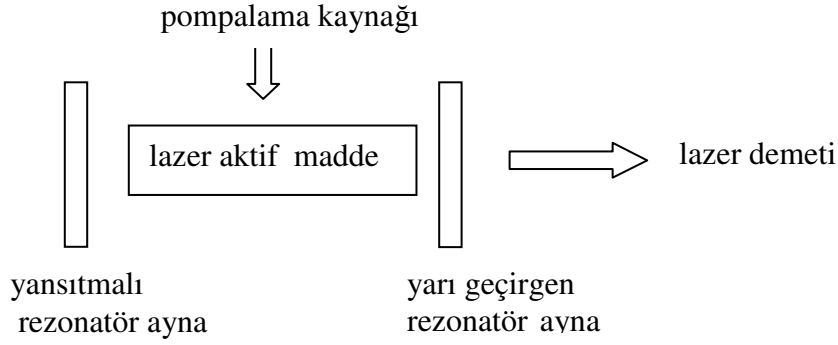 pompalama kaynağı
lazer aktif madde
lazer demeti
yansıtmalı
rezonatör ayna
yarı geçirgen
rezonatör ayna